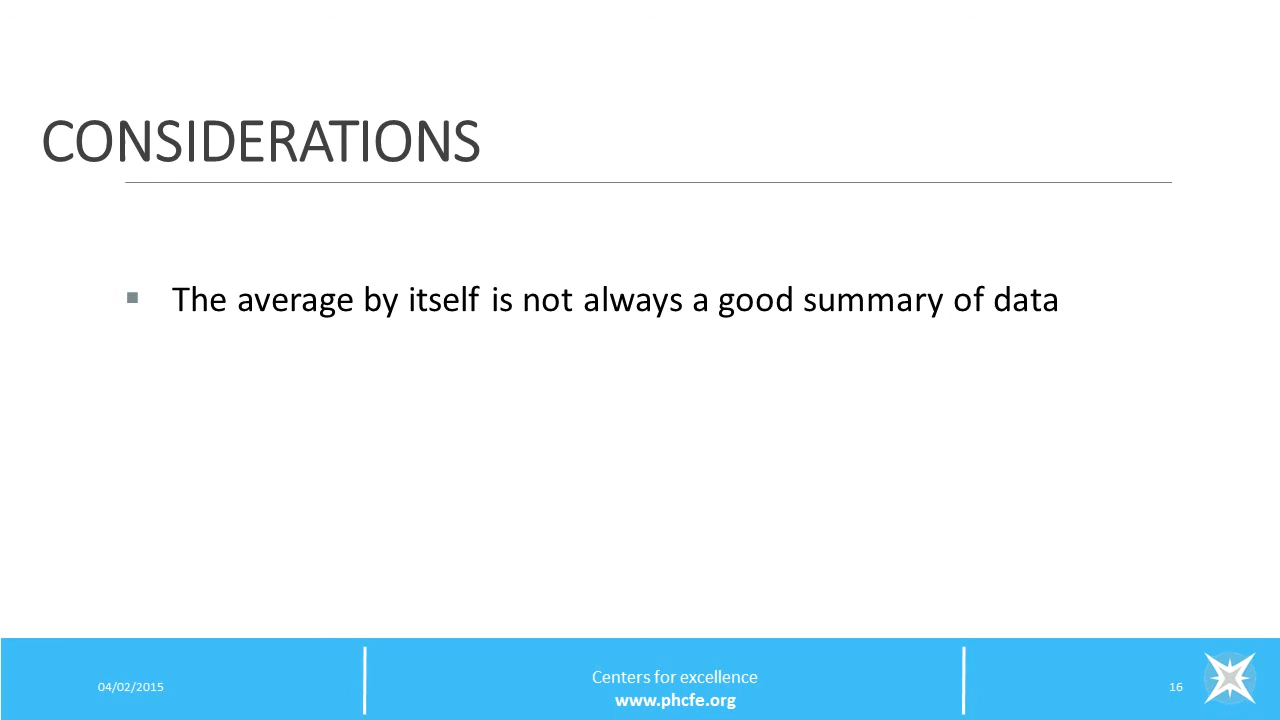 CONSIDERATIONS
▪ The average by itself is not always a good summary of data
04/02/2015
Centers for excellence
www.phcfe.org
16